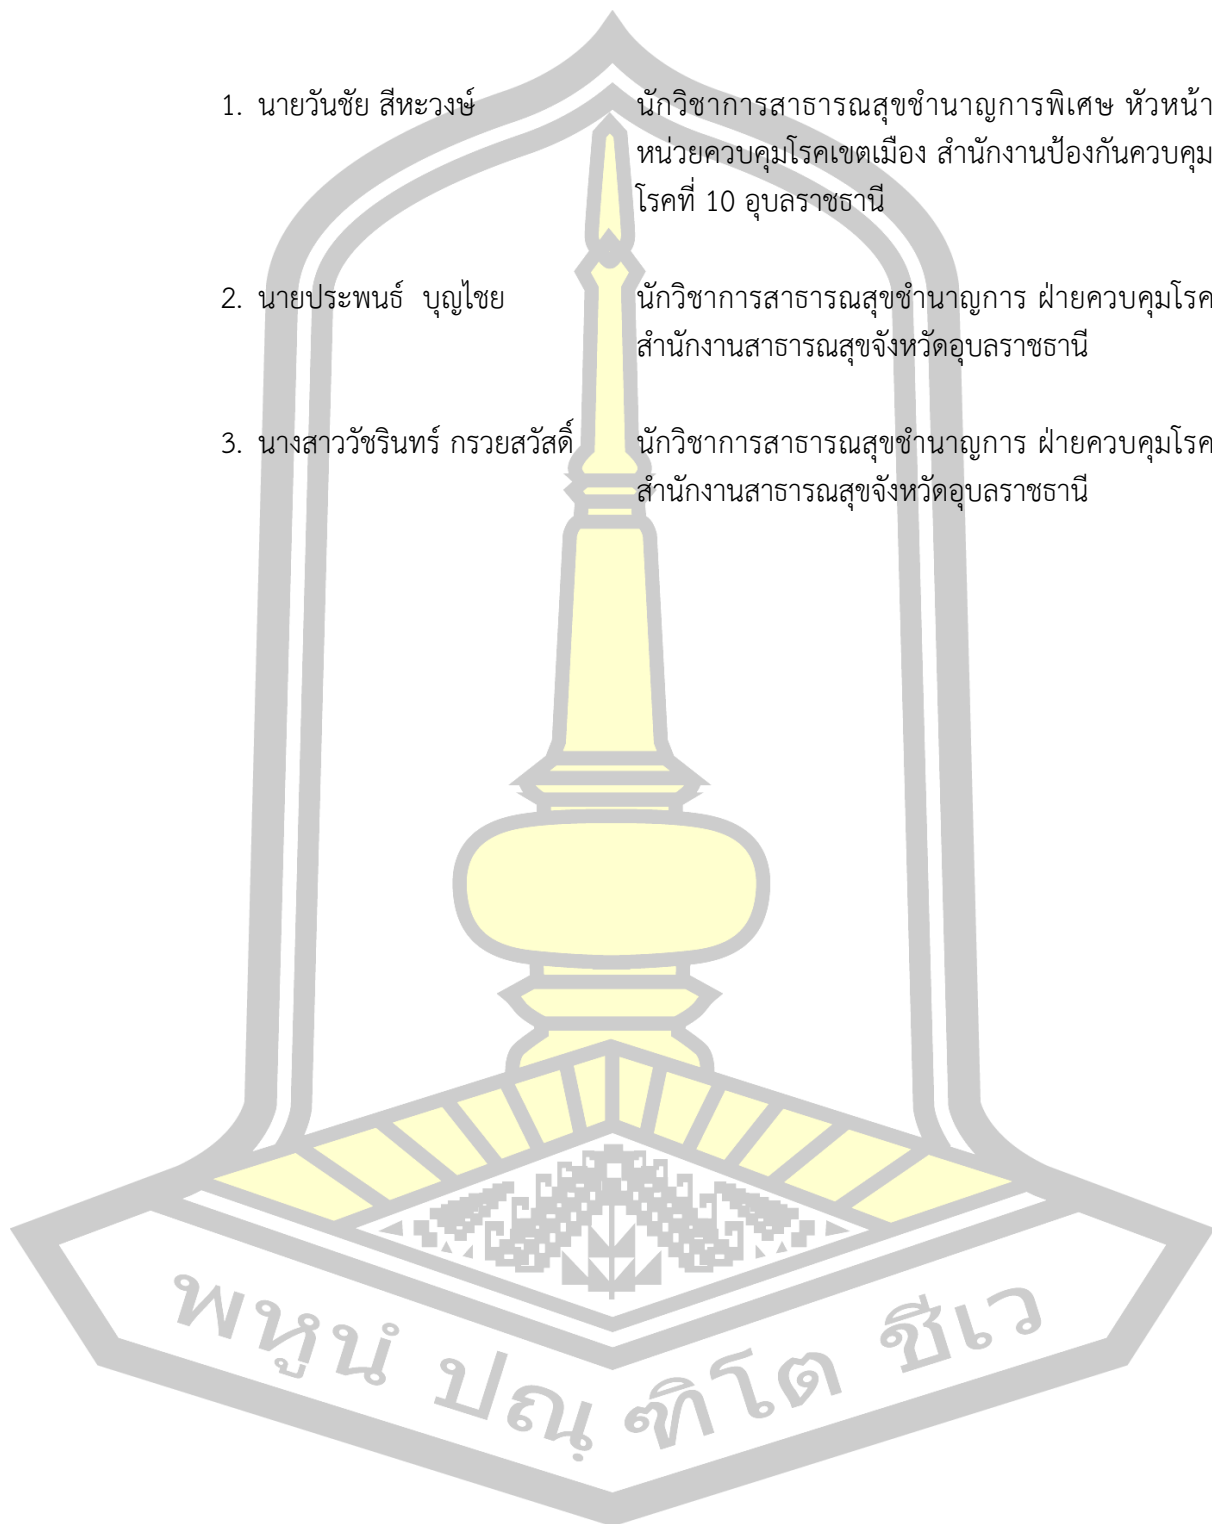 1. นายวันชัย สีหะวงษ์ นักวิชาการสาธารณสุขชำนาญการพิเศษ หัวหน้า
หน่วยควบคุมโรคเขตเมือง สำนักงานป้องกันควบคุม
โรคที่ 10 อุบลราชธานี
2. นายประพนธ์ บุญไชย นักวิชาการสาธารณสุขชำนาญการ ฝ่ายควบคุมโรค
สำนักงานสาธารณสุขจังหวัดอุบลราชธานี
3. นางสาววัชรินทร์ กรวยสวัสดิ์ นักวิชาการสาธารณสุขชำนาญการ ฝ่ายควบคุมโรค
สำนักงานสาธารณสุขจังหวัดอุบลราชธานี
พหูนํ ปณฺฑิโต ชีเว